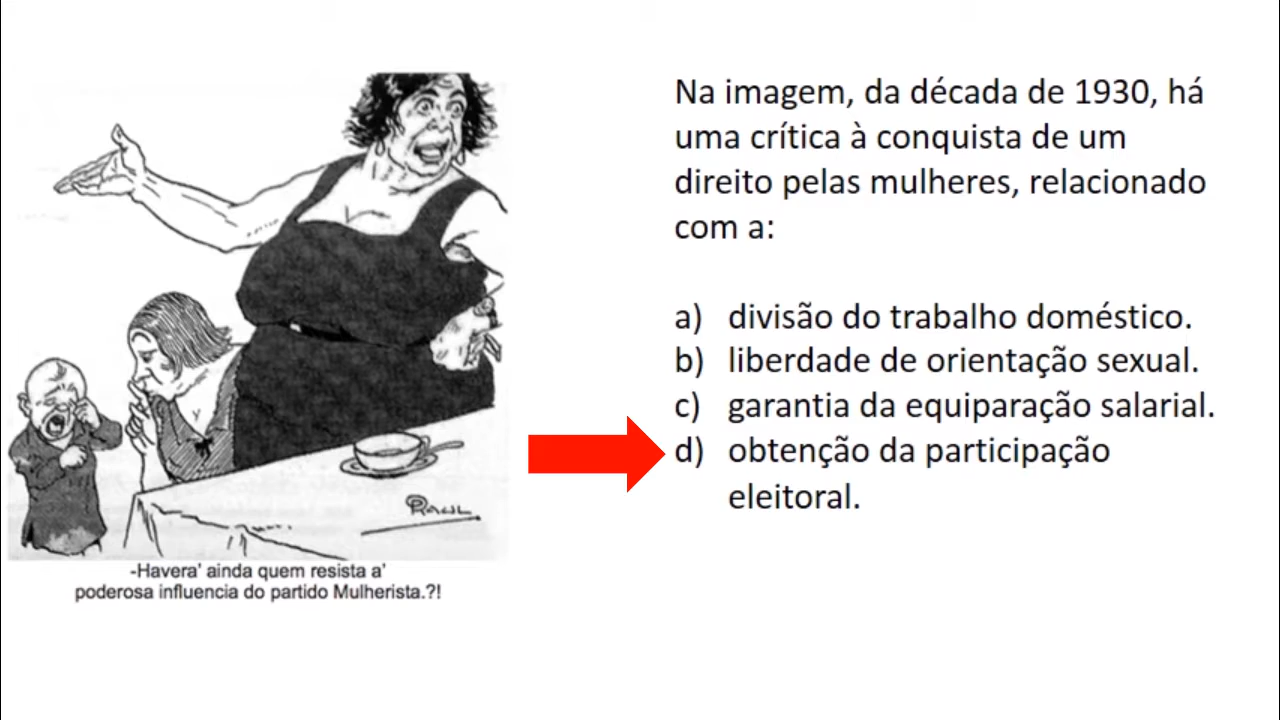 Na imagem, da década de 1930, há
uma crítica à conquista de um
direito pelas mulheres, relacionado
com a:
a) divisão do trabalho doméstico.
b) liberdade de orientação sexual.
c) garantia da equiparação salarial.
d) obtenção da participação
eleitoral.
RAUL
-Havera' ainda quem resista a'
poderosa influencia do partido Mulherista.?!